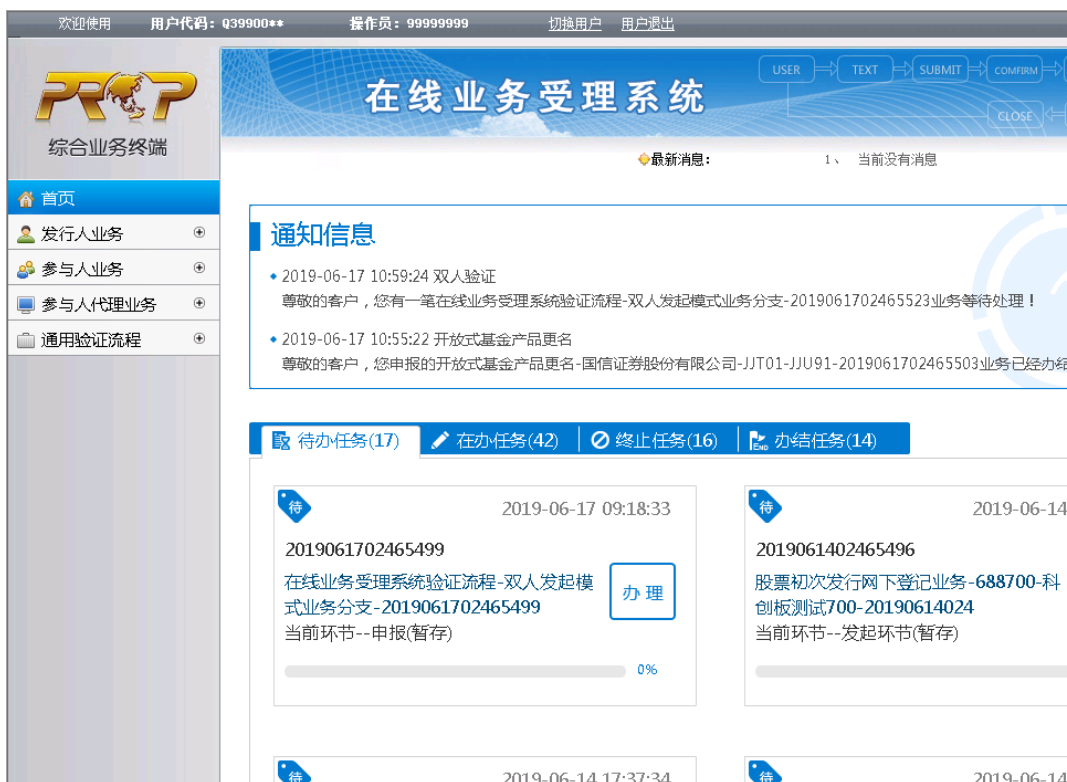 欢迎使用 用户代码：Q39900** 操作员：99999999 切换用户 用户退出
PROP
综合业务终端
在线业务受理系统
USER TEXT SUBMIT COMFIRM
CLOSE
最新消息： 1、 当前没有消息
首页
发行人业务
参与人业务
参与人代理业务
通用验证流程
通知信息
2019-06-17 10:59:24 双人验证
尊敬的客户，您有一笔在线业务受理系统验证流程-双人发起模式业务分支-2019061702465523业务等待处理！
2019-06-17 10:55:22 开放式基金产品更名
尊敬的客户，您申报的开放式基金产品更名-国信证券股份有限公司-JJT01-JJU91-2019061702465503业务已经办结
待办任务(17) 在办任务(42) 终止任务(16) END 办结任务(14)
待 2019-06-17 09:18:33
2019061702465499
在线业务受理系统验证流程-双人发起模
式业务分支-2019061702465499
办 理
当前环节--申报(暂存)
0%
待 2019-06-14
2019061402465496
股票初次发行网下登记业务-688700-科
创板测试700-20190614024
当前环节--发起环节(暂存)
待 2019-06-14 17:37:34
待 2019-06-14